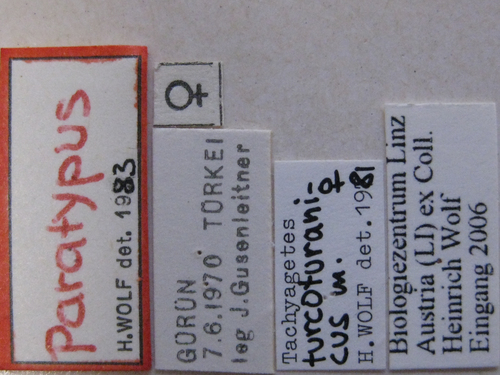 Paratypus
H.WOLF det. 1983
♀
GÜRÜN
7.6.1970 TÜRKEI
leg J.Gusenleitner
Tachyagetes
turcoturani-
cus m. ♀
H.WOLF det. 1981
Biologiezentrum Linz
Austria (LI) ex Coll.
Heinrich Wolf
Eingang 2006